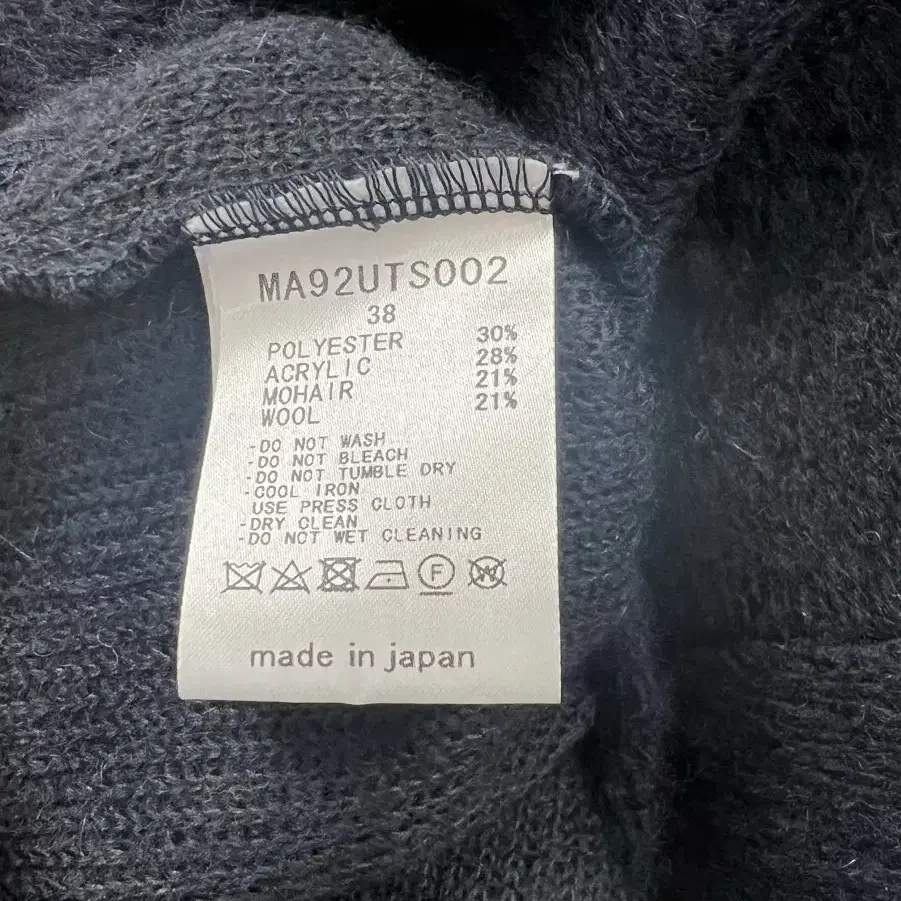 MA92UTS002
38
POLYESTER 30%
ACRYLIC 28%
MOHAIR 21%
WOOL 21%
-DO NOT WASH
-DO NOT BLEACH
-DO NOT TUMBLE DRY
-COOL IRON
USE PRESS CLOTH
-DRY CLEAN
-DO NOT WET CLEANING
F W
made in japan